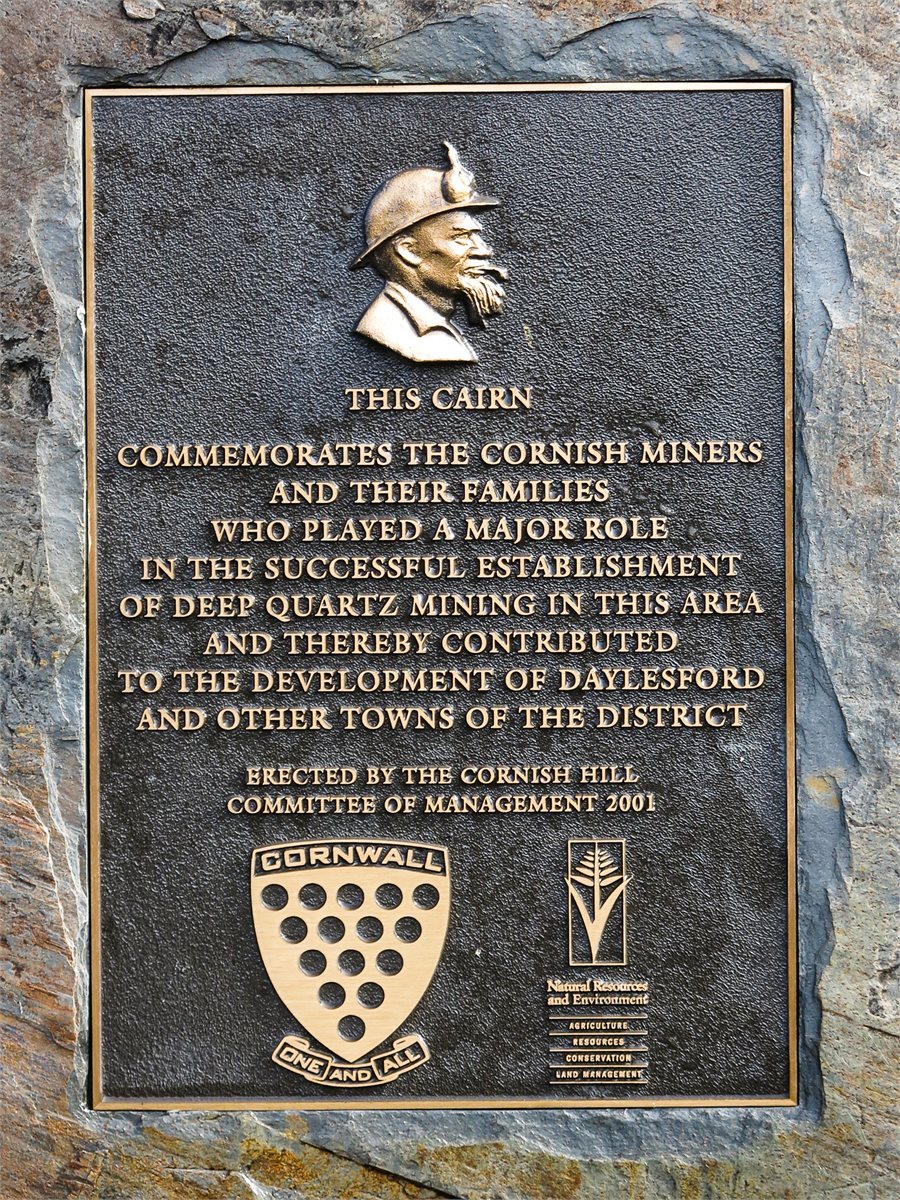 THIS CAIRN
COMMEMORATES THE CORNISH MINERS
AND THEIR FAMILIES
WHO PLAYED A MAJOR ROLE
IN THE SUCCESSFUL ESTABLISHMENT
OF DEEP QUARTZ MINING IN THIS AREA
AND THEREBY CONTRIBUTED
TO THE DEVELOPMENT OF DAYLESFORD
AND OTHER TOWNS OF THE DISTRICT
ERECTED BY THE CORNISH HILL
COMMITTEE OF MANAGEMENT 2001
CORNWALL
ONE AND ALL
Natural Resources
and Environment
AGRICULTURE
RESOURCES
CONSERVATION
LAND MANAGEMENT